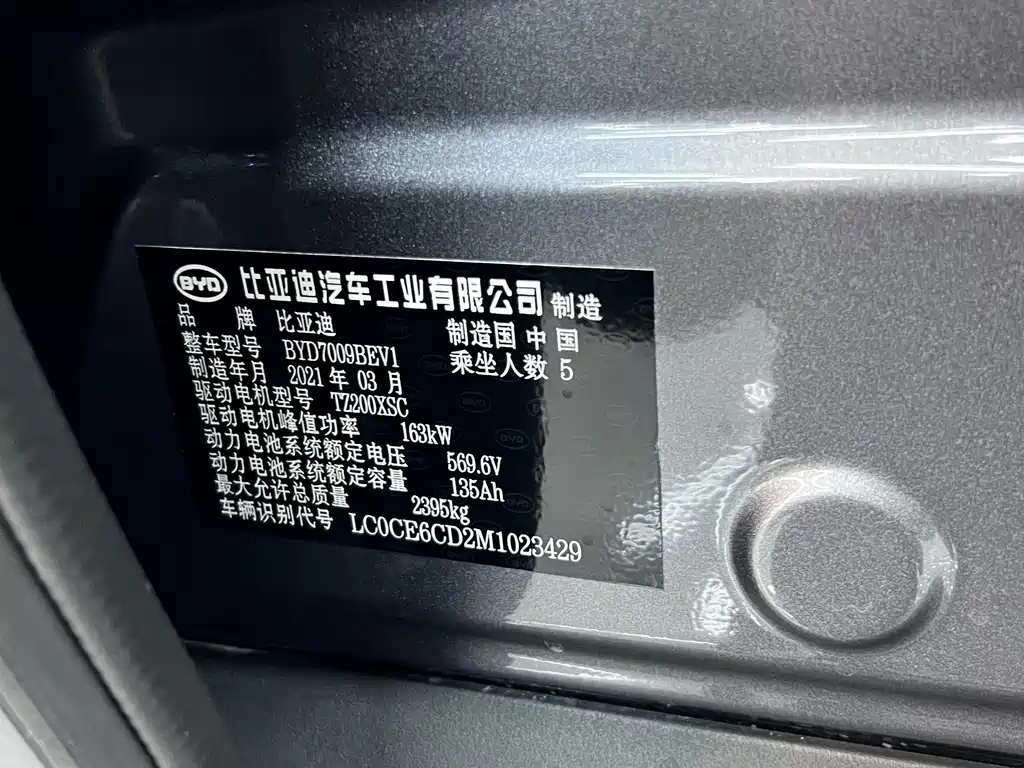 BYD 比亚迪汽车工业有限公司 制造
品 牌 比亚迪 制造国 中 国
整车型号 BYD7009BEV1 乘坐人数 5
制造年月 2021 年 03 月
驱动电机型号 TZ200XSC
驱动电机峰值功率 163kW
动力电池系统额定电压 569.6V
动力电池系统额定容量 135Ah
最大允许总质量 2395kg
车辆识别代号 LC0CE6CD2M1023429